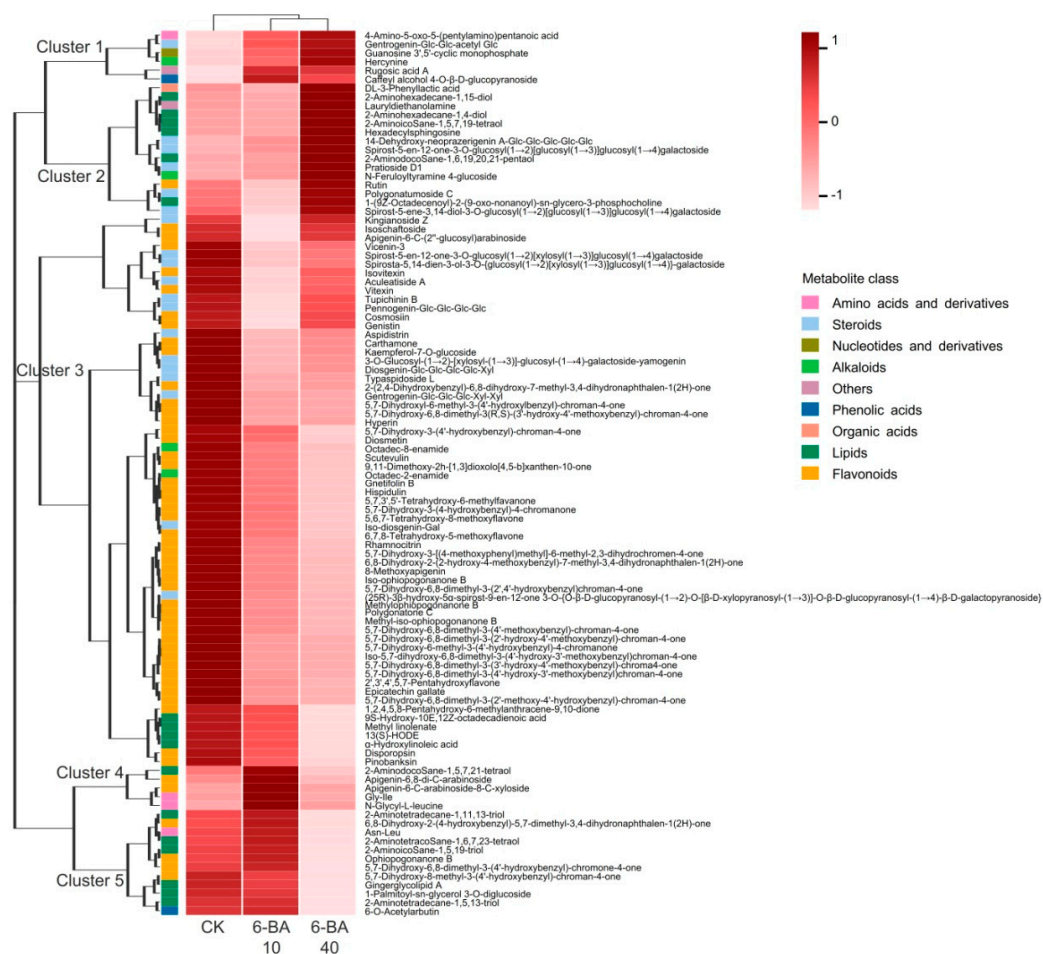 Cluster 1
Cluster 2
Cluster 3
Cluster 4
Cluster 5
4-Amino-5-oxo-5-(pentylamino)pentanoic acid
Gentrogenin-Glc-Glc-acetyl Glc
Guanosine 3',5'-cyclic monophosphate
Hercynine
Rugosic acid A
Caffeyl alcohol 4-O-β-D-glucopyranoside
DL-3-Phenyllactic acid
2-Aminohexadecane-1,15-diol
Lauryldiethanolamine
2-Aminohexadecane-1,4-diol
2-AminoicoSane-1,5,7,19-tetraol
Hexadecylsphingosine
14-Dehydroxy-neoprazerigenin A-Glc-Glc-Glc-Glc-Glc
Spirost-5-en-12-one-3-O-glucosyl(1→2)[glucosyl(1→3)]glucosyl(1→4)galactoside
2-AminodocoSane-1,6,19,20,21-pentaol
Pratioside D1
N-Feruloyltyramine 4-glucoside
Rutin
Polygonatumoside C
1-(9Z-Octadecenoyl)-2-(9-oxo-nonanoyl)-sn-glycero-3-phosphocholine
Spirost-5-ene-3,14-diol-3-O-glucosyl(1→2)[glucosyl(1→3)]glucosyl(1→4)galactoside
Kingianoside Z
Isoschaftoside
Apigenin-6-C-(2"-glucosyl)arabinoside
Vicenin-3
Spirost-5-en-12-one-3-O-glucosyl(1→2)[xylosyl(1→3)]glucosyl(1→4)galactoside
Spirosta-5,14-dien-3-ol-3-O-{glucosyl(1→2)[xylosyl(1→3)]glucosyl(1→4)}-galactoside
Isovitexin
Aculeatiside A
Vitexin
Tupichinin B
Pennogenin-Glc-Glc-Glc-Glc
Cosmosiin
Genistin
Aspidistrin
Carthamone
Kaempferol-7-O-glucoside
3-O-Glucosyl-(1→2)-[xylosyl-(1→3)]-glucosyl-(1→4)-galactoside-yamogenin
Diosgenin-Glc-Glc-Glc-Glc-Xyl
Typaspidoside L
2-(2,4-Dihydroxybenzyl)-6,8-dihydroxy-7-methyl-3,4-dihydronaphthalen-1(2H)-one
Gentrogenin-Glc-Glc-Glc-Xyl-Xyl
5,7-Dihydroxyl-6-methyl-3-(4'-hydroxylbenzyl)-chroman-4-one
5,7-Dihydroxy-6,8-dimethyl-3(R,S)-(3'-hydroxy-4'-methoxybenzyl)-chroman-4-one
Hyperin
5,7-Dihydroxy-3-(4'-hydroxybenzyl)-chroman-4-one
Diosmetin
Octadec-8-enamide
Scutevulin
9,11-Dimethoxy-2h-[1,3]dioxolo[4,5-b]xanthen-10-one
Octadec-2-enamide
Gnetifolin B
Hispidulin
5,7,3',5'-Tetrahydroxy-6-methylfavanone
5,7-Dihydroxy-3-(4-hydroxybenzyl)-4-chromanone
5,6,7-Tetrahydroxy-8-methoxyflavone
Iso-diosgenin-Gal
6,7,8-Tetrahydroxy-5-methoxyflavone
Rhamnocitrin
5,7-Dihydroxy-3-[(4-methoxyphenyl)methyl]-6-methyl-2,3-dihydrochromen-4-one
6,8-Dihydroxy-2-(2-hydroxy-4-methoxybenzyl)-7-methyl-3,4-dihydronaphthalen-1(2H)-one
8-Methoxyapigenin
Iso-ophiopogonanone B
5,7-Dihydroxy-6,8-dimethyl-3-(2',4'-hydroxybenzyl)chroman-4-one
(25R)-3β-hydroxy-5α-spirost-9-en-12-one 3-O-{O-β-D-glucopyranosyl-(1→2)-O-[β-D-xylopyranosyl-(1→3)]-O-β-D-glucopyranosyl-(1→4)-β-D-galactopyranoside}
Methylophiopogonanone B
Polygonatone C
Methyl-iso-ophiopogonanone B
5,7-Dihydroxy-6,8-dimethyl-3-(4'-methoxybenzyl)-chroman-4-one
5,7-Dihydroxy-6,8-dimethyl-3-(2'-hydroxy-4'-methoxybenzyl)chroman-4-one
5,7-Dihydroxy-6-methyl-3-(4'-hydroxybenzyl)-4-chromanone
Iso-5,7-dihydroxy-6,8-dimethyl-3-(4'-hydroxy-3'-methoxybenzyl)chroman-4-one
5,7-Dihydroxy-6,8-dimethyl-3-(3'-hydroxy-4'-methoxybenzyl)-chroma4-one
5,7-Dihydroxy-6,8-dimethyl-3-(4'-hydroxy-3'-methoxybenzyl)chroman-4-one
2',3',4',5,7-Pentahydroxyflavone
Epicatechin gallate
5,7-Dihydroxy-6,8-dimethyl-3-(2'-methoxy-4'-hydroxybenzyl)-chroman-4-one
1,2,4,5,8-Pentahydroxy-6-methylanthracene-9,10-dione
9S-Hydroxy-10E,12Z-octadecadienoic acid
Methyl linolenate
13(S)-HODE
α-Hydroxylinoleic acid
Disporopsin
Pinobanksin
2-AminodocoSane-1,5,7,21-tetraol
Apigenin-6,8-di-C-arabinoside
Apigenin-6-C-arabinoside-8-C-xyloside
Gly-Ile
N-Glycyl-L-leucine
2-Aminotetradecane-1,11,13-triol
6,8-Dihydroxy-2-(4-hydroxybenzyl)-5,7-dimethyl-3,4-dihydronaphthalen-1(2H)-one
Asn-Leu
2-AminotetracoSane-1,6,7,23-tetraol
2-AminoicoSane-1,5,19-triol
Ophiopogonanone B
5,7-Dihydroxy-6,8-dimethyl-3-(4'-hydroxybenzyl)-chromone-4-one
5,7-Dihydroxy-8-methyl-3-(4'-hydroxybenzyl)-chroman-4-one
Gingerglycolipid A
1-Palmitoyl-sn-glycerol 3-O-diglucoside
2-Aminotetradecane-1,5,13-triol
6-O-Acetylarbutin
CK
6-BA
10
6-BA
40
1
0
-1
Metabolite class
Amino acids and derivatives
Steroids
Nucleotides and derivatives
Alkaloids
Others
Phenolic acids
Organic acids
Lipids
Flavonoids